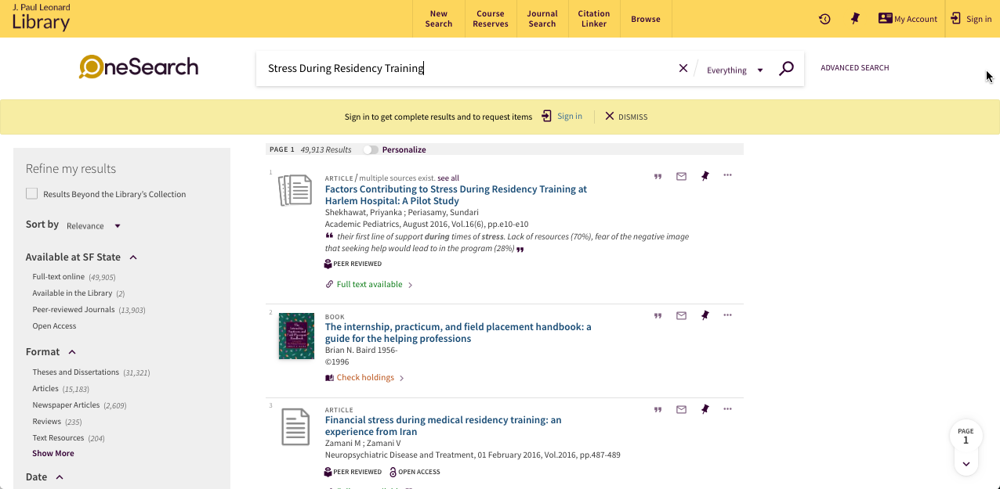 J. Paul Leonard
Library
New
Search
Course
Reserves
Journal
Search
Citation
Linker
Browse
My Account
Sign in
OneSearch
Stress During Residency Training
Everything
ADVANCED SEARCH
Sign in to get complete results and to request items
Sign in
DISMISS
Refine my results
Results Beyond the Library's Collection
Sort by Relevance
Available at SF State
Full-text online (49,905)
Available in the Library (2)
Peer-reviewed Journals (13,903)
Open Access
Format
Theses and Dissertations (31,321)
Articles (15,183)
Newspaper Articles (2,609)
Reviews (235)
Text Resources (204)
Show More
Date
PAGE 1 49,913 Results Personalize
1
ARTICLE / multiple sources exist. see all
Factors Contributing to Stress During Residency Training at
Harlem Hospital: A Pilot Study
Shekhawat, Priyanka ; Periasamy, Sundari
Academic Pediatrics, August 2016, Vol.16(6), pp.e10-e10
❝ their first line of support during times of stress. Lack of resources (70%), fear of the negative image
that seeking help would lead to in the program (28%) ❞
PEER REVIEWED
Full text available
2
BOOK
The internship, practicum, and field placement handbook: a
guide for the helping professions
Brian N. Baird 1956-
©1996
Check holdings
3
ARTICLE
Financial stress during medical residency training: an
experience from Iran
Zamani M ; Zamani V
Neuropsychiatric Disease and Treatment, 01 February 2016, Vol.2016, pp.487-489
PEER REVIEWED OPEN ACCESS
PAGE
1